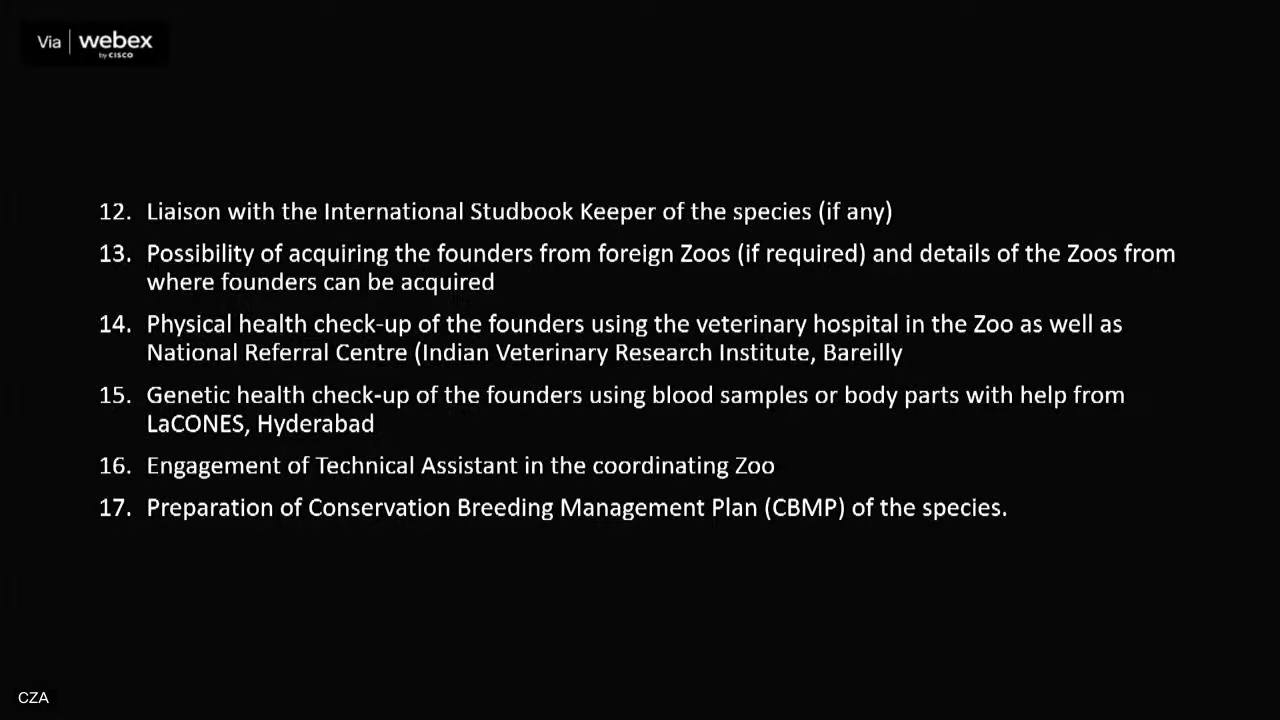 Via webex
by CISCO
12. Liaison with the International Studbook Keeper of the species (if any)
13. Possibility of acquiring the founders from foreign Zoos (if required) and details of the Zoos from
where founders can be acquired
14. Physical health check-up of the founders using the veterinary hospital in the Zoo as well as
National Referral Centre (Indian Veterinary Research Institute, Bareilly
15. Genetic health check-up of the founders using blood samples or body parts with help from
LaCONES, Hyderabad
16. Engagement of Technical Assistant in the coordinating Zoo
17. Preparation of Conservation Breeding Management Plan (CBMP) of the species.
CZA